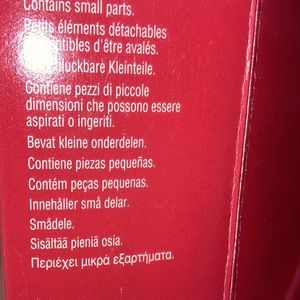 Contains small parts.
Petits éléments détachables
d'être avalés.
Kleinteile.
Contiene pezzi di piccole
dimensioni che possono essere
aspirati o ingeriti.
Bevat kleine onderdelen.
Contiene piezas pequeñas.
Contém peças pequenas.
Innehåller små delar.
Smådele.
Sisältää pieniä osia.
Περιέχει μικρά εξαρτήματα.